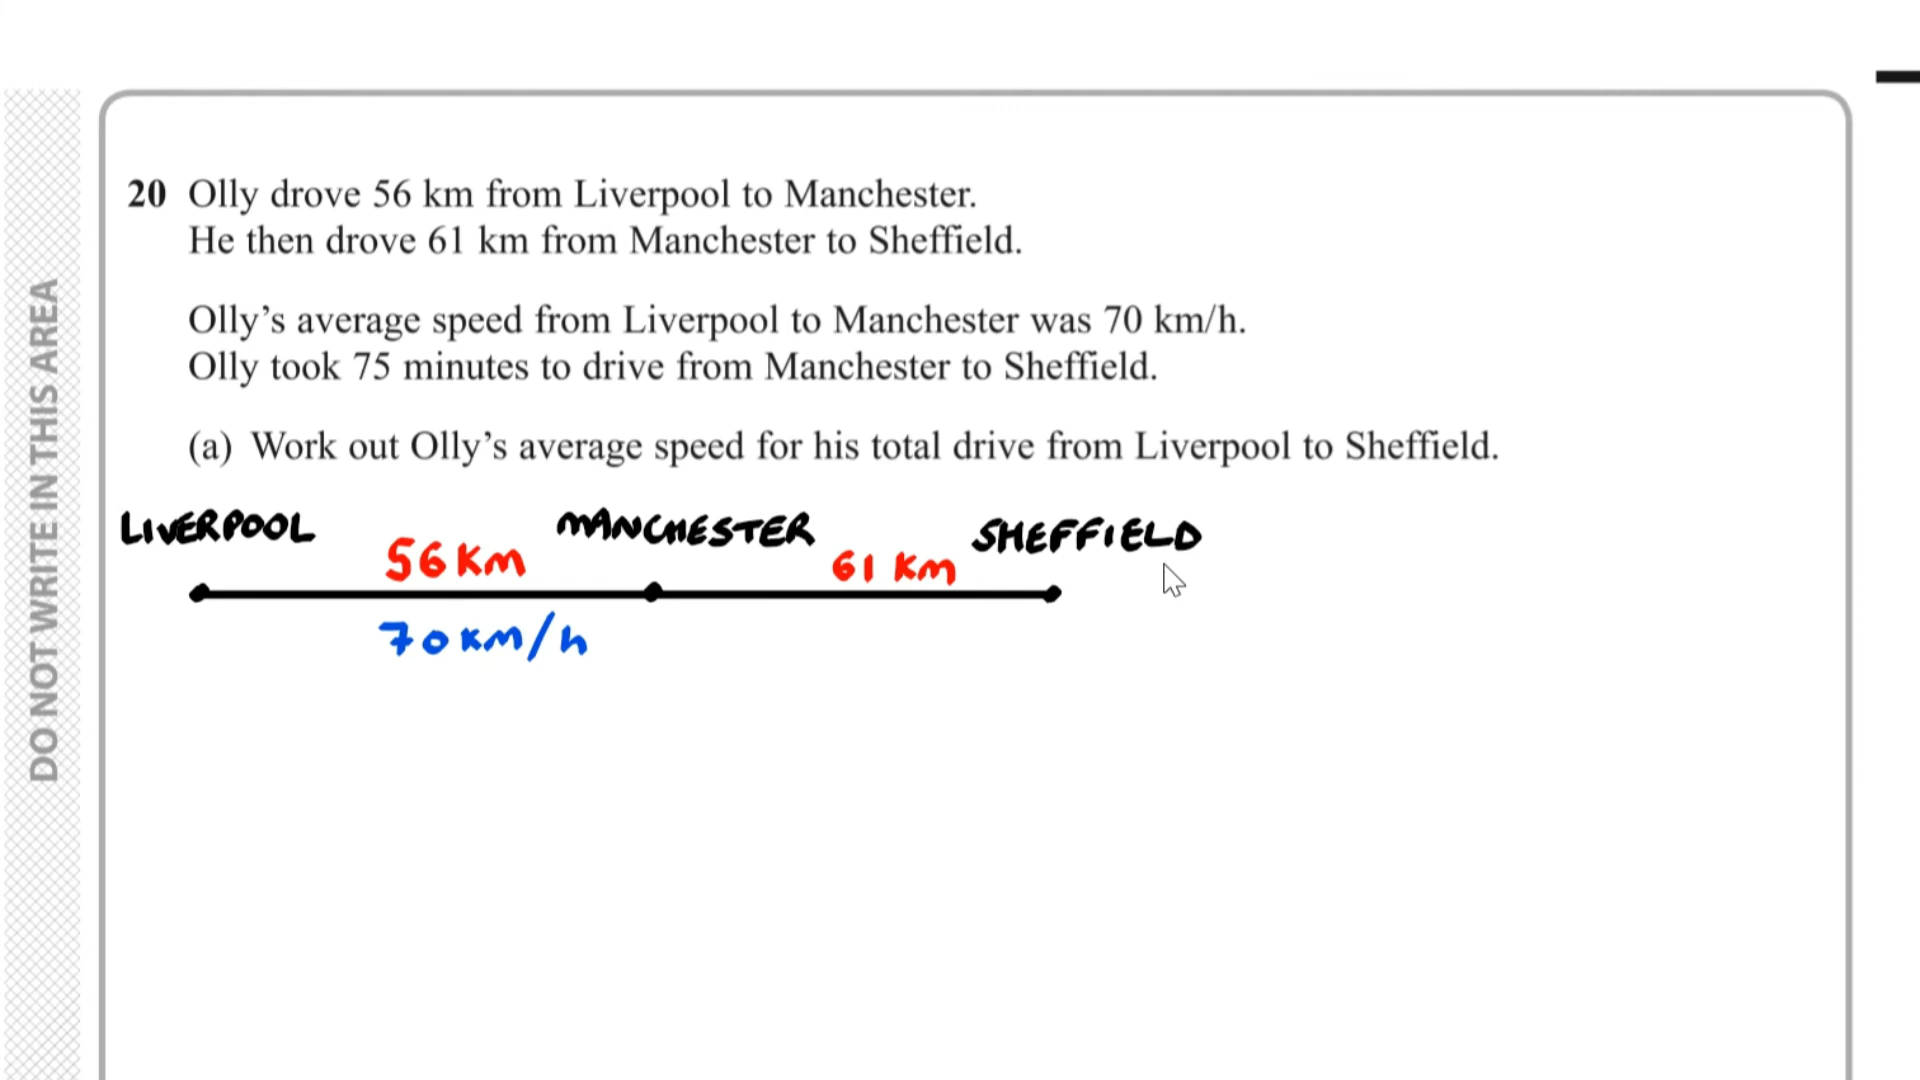 DO NOT WRITE IN THIS AREA
20 Olly drove 56 km from Liverpool to Manchester.
He then drove 61 km from Manchester to Sheffield.
Olly’s average speed from Liverpool to Manchester was 70 km/h.
Olly took 75 minutes to drive from Manchester to Sheffield.
(a) Work out Olly’s average speed for his total drive from Liverpool to Sheffield.
LIVERPOOL MANCHESTER SHEFFIELD
56 Km 61 Km
70 Km/h